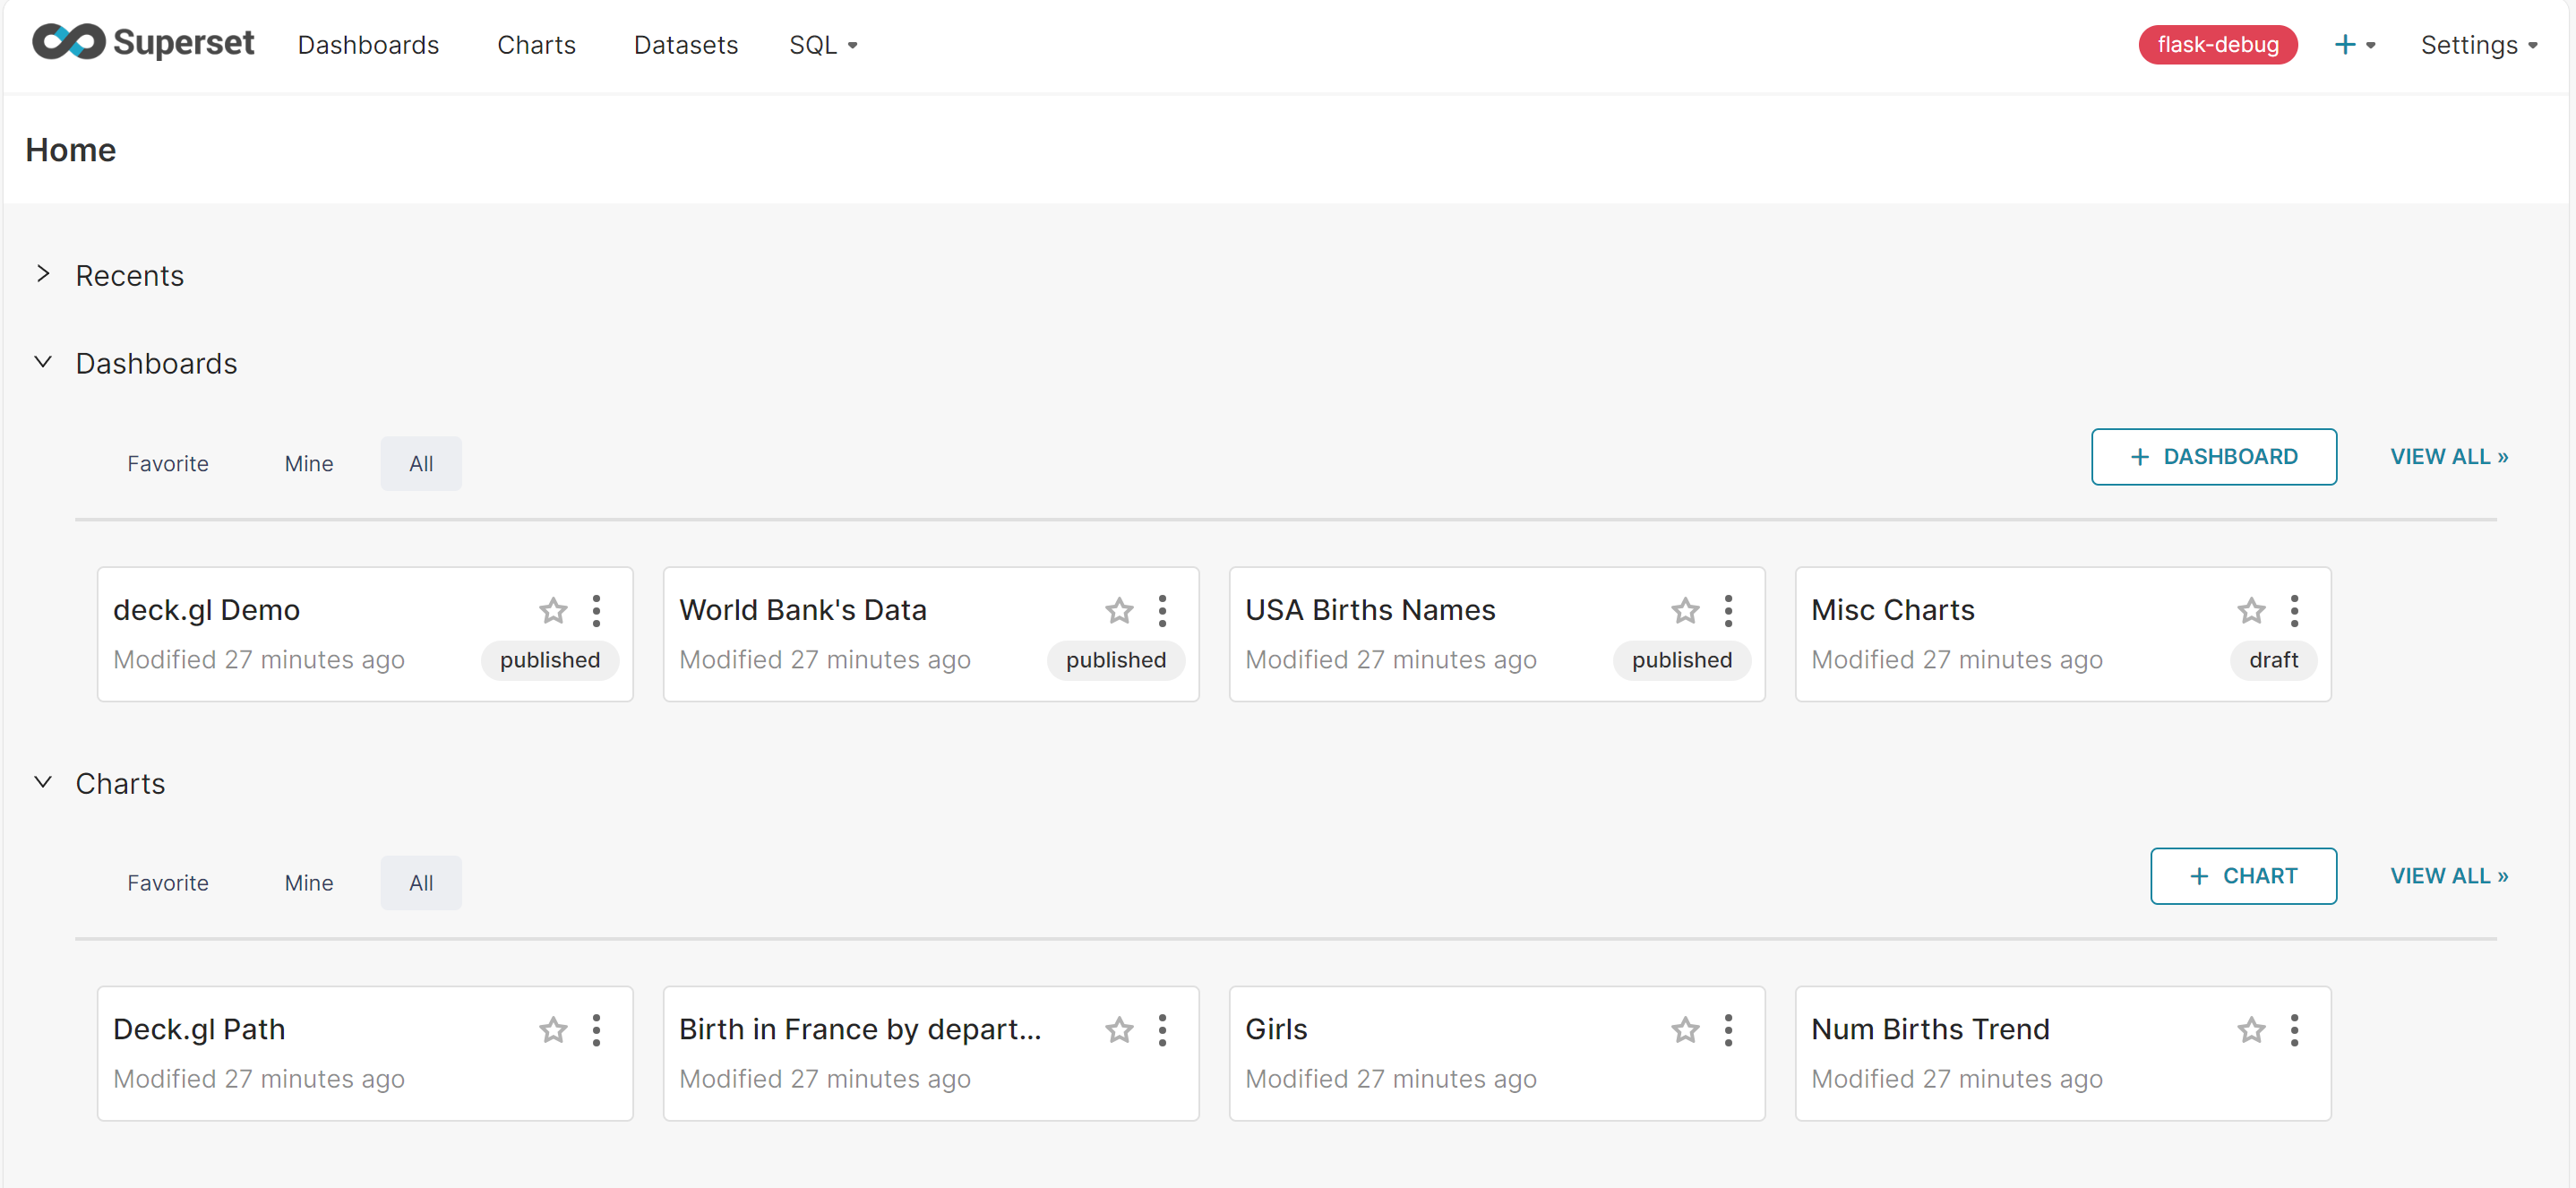 Superset Dashboards Charts Datasets SQL flask-debug + Settings
Home
Recents
Dashboards
Favorite Mine All + DASHBOARD VIEW ALL »
deck.gl Demo
Modified 27 minutes ago published
World Bank's Data
Modified 27 minutes ago published
USA Births Names
Modified 27 minutes ago published
Misc Charts
Modified 27 minutes ago draft
Charts
Favorite Mine All + CHART VIEW ALL »
Deck.gl Path
Modified 27 minutes ago
Birth in France by depart...
Modified 27 minutes ago
Girls
Modified 27 minutes ago
Num Births Trend
Modified 27 minutes ago